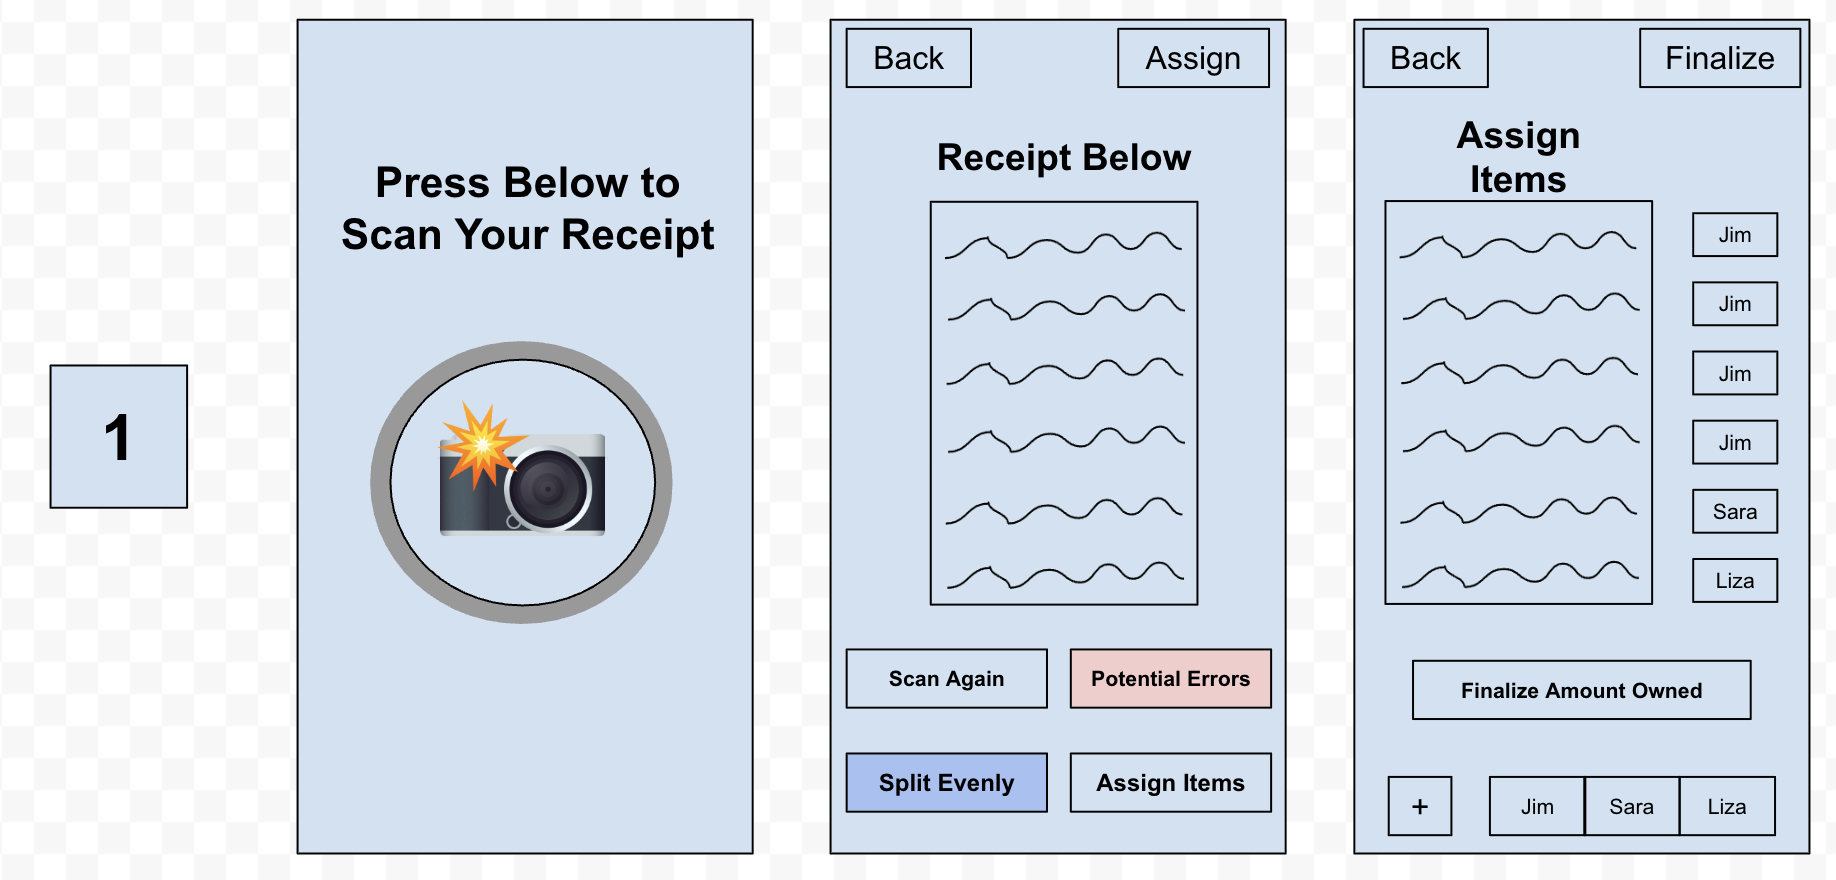 1
Press Below to
Scan Your Receipt
Back
Assign
Receipt Below
Scan Again
Potential Errors
Split Evenly
Assign Items
Back
Finalize
Assign
Items
Jim
Jim
Jim
Jim
Sara
Liza
Finalize Amount Owned
+
Jim
Sara
Liza